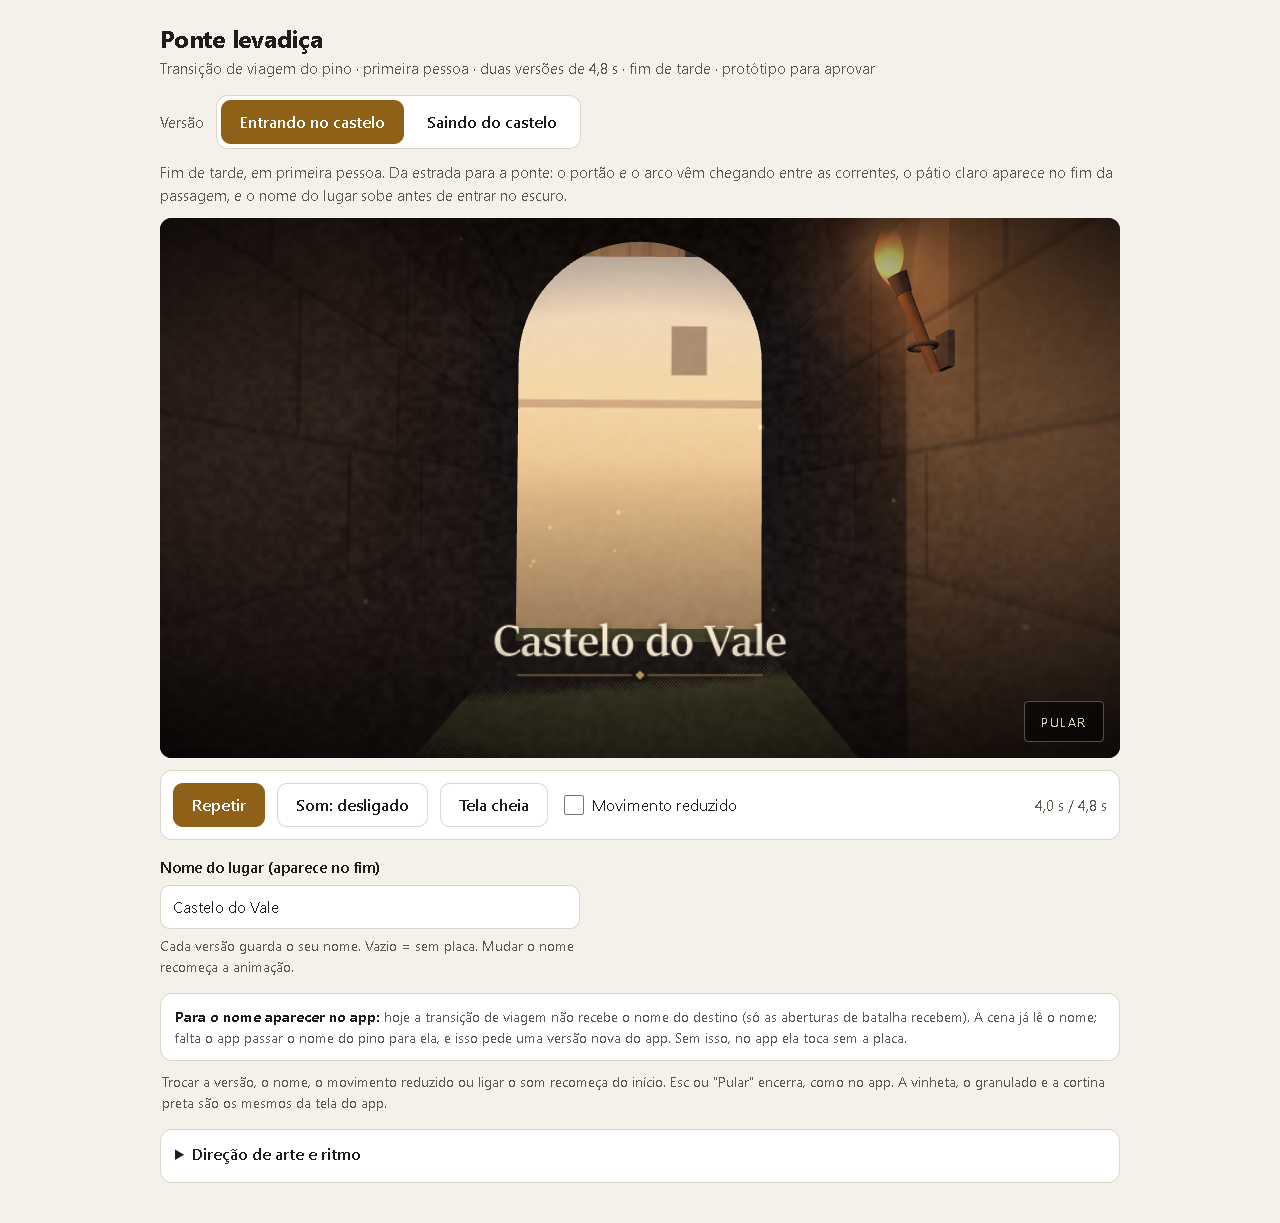 Ponte levadiça
Transição de viagem do pino · primeira pessoa · duas versões de 4,8 s · fim de tarde · protótipo para aprovar
Versão
Entrando no castelo
Saindo do castelo
Fim de tarde, em primeira pessoa. Da estrada para a ponte: o portão e o arco vêm chegando entre as correntes, o pátio claro aparece no fim da
passagem, e o nome do lugar sobe antes de entrar no escuro.
Castelo do Vale
PULAR
Repetir
Som: desligado
Tela cheia
Movimento reduzido
4,0 s / 4,8 s
Nome do lugar (aparece no fim)
Castelo do Vale
Cada versão guarda o seu nome. Vazio = sem placa. Mudar o nome
recomeça a animação.
Para o nome aparecer no app: hoje a transição de viagem não recebe o nome do destino (só as aberturas de batalha recebem). A cena já lê o nome;
falta o app passar o nome do pino para ela, e isso pede uma versão nova do app. Sem isso, no app ela toca sem a placa.
Trocar a versão, o nome, o movimento reduzido ou ligar o som recomeça do início. Esc ou "Pular" encerra, como no app. A vinheta, o granulado e a cortina
preta são os mesmos da tela do app.
Direção de arte e ritmo